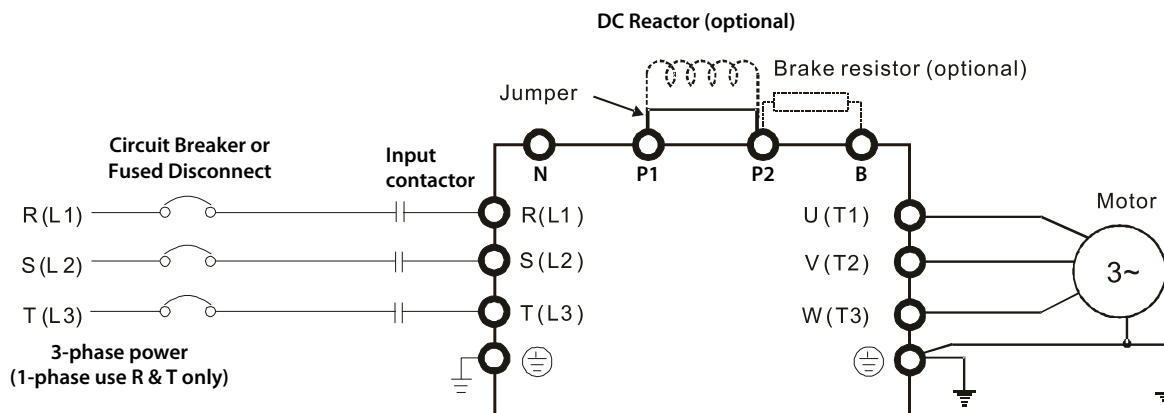 DC Reactor (optional)
Brake resistor (optional)
Jumper
Circuit Breaker or
Fused Disconnect
Input
contactor
N
P1
P2
B
R(L1)
R(L1)
U(T1)
Motor
S(L2)
S(L2)
V(T2)
3~
T(L3)
T(L3)
W(T3)
3-phase power
(1-phase use R & T only)